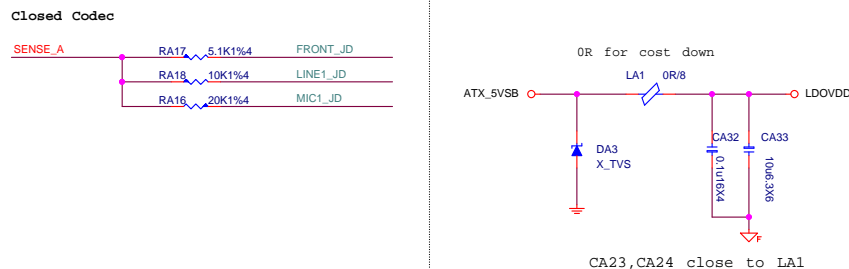 Closed Codec
SENSE_A
RA17 5.1K1%4 FRONT_JD
RA18 10K1%4 LINE1_JD
RA16 20K1%4 MIC1_JD
0R for cost down
LA1 0R/8
ATX_5VSB
LDOVDD
DA3
X_TVS
CA32
0.1u16X4
CA33
10u6.3X6
F
CA23,CA24 close to LA1